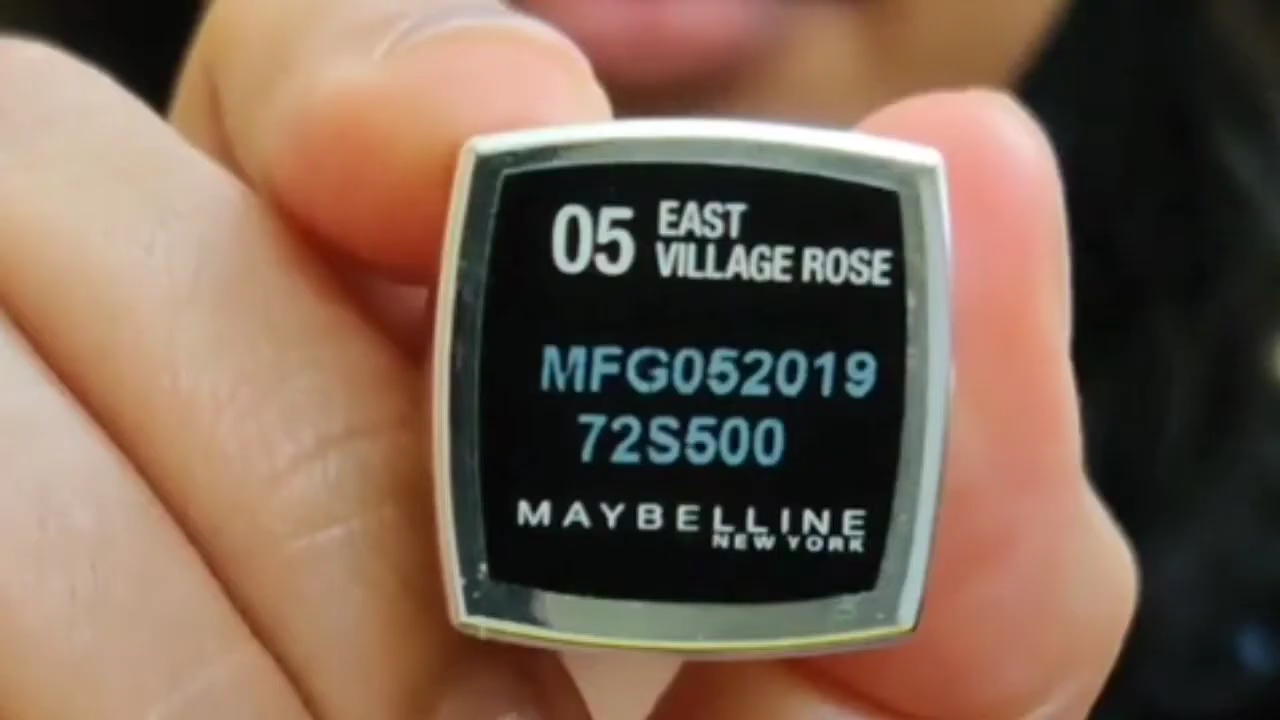 05 EAST
VILLAGE ROSE
MFG052019
72S500
MAYBELLINE
NEW YORK